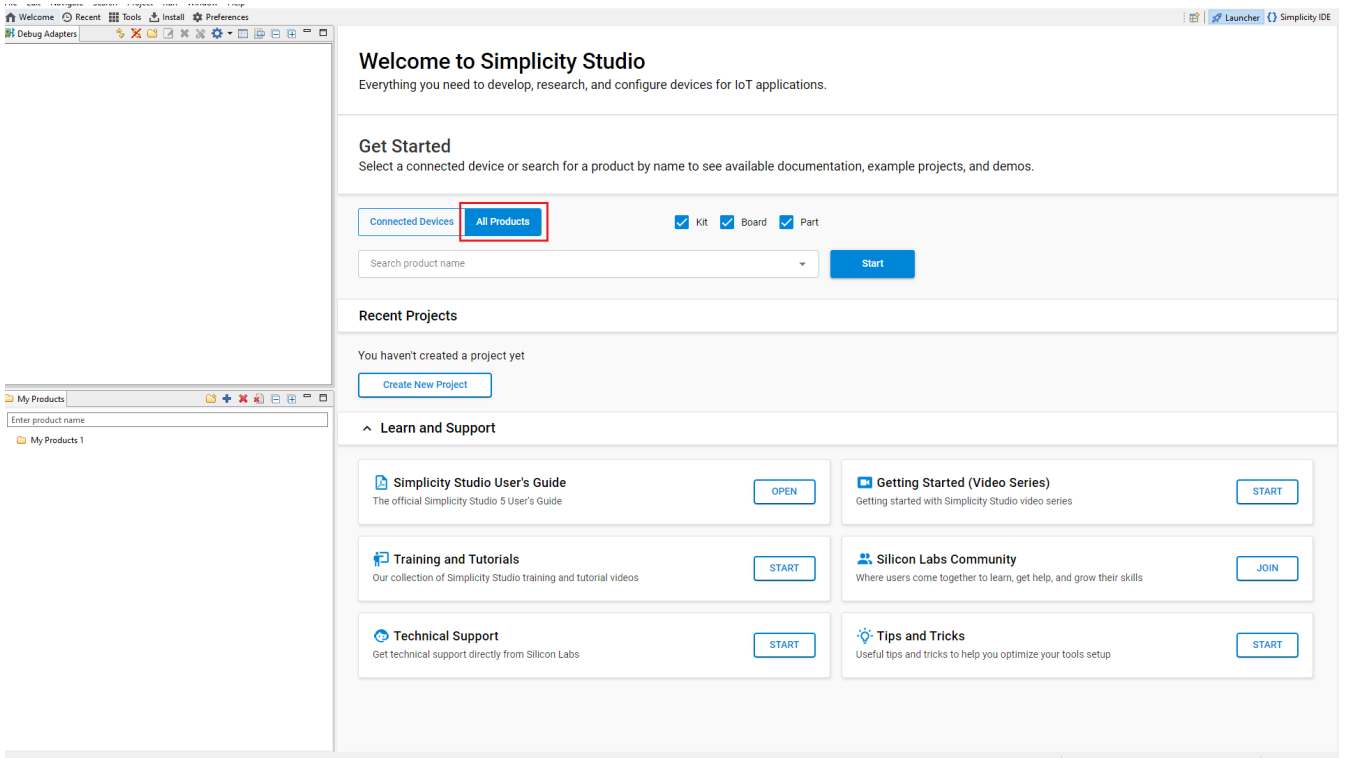 File Edit Navigate Search Project Run Window Help
Welcome Recent Tools Install Preferences
Launcher Simplicity IDE
Debug Adapters
Welcome to Simplicity Studio
Everything you need to develop, research, and configure devices for IoT applications.
Get Started
Select a connected device or search for a product by name to see available documentation, example projects, and demos.
Connected Devices All Products Kit Board Part
Search product name Start
Recent Projects
You haven't created a project yet
Create New Project
My Products
Enter product name
My Products 1
Learn and Support
Simplicity Studio User's Guide
The official Simplicity Studio 5 User's Guide
OPEN
Getting Started (Video Series)
Getting started with Simplicity Studio video series
START
Training and Tutorials
Our collection of Simplicity Studio training and tutorial videos
START
Silicon Labs Community
Where users come together to learn, get help, and grow their skills
JOIN
Technical Support
Get technical support directly from Silicon Labs
START
Tips and Tricks
Useful tips and tricks to help you optimize your tools setup
START